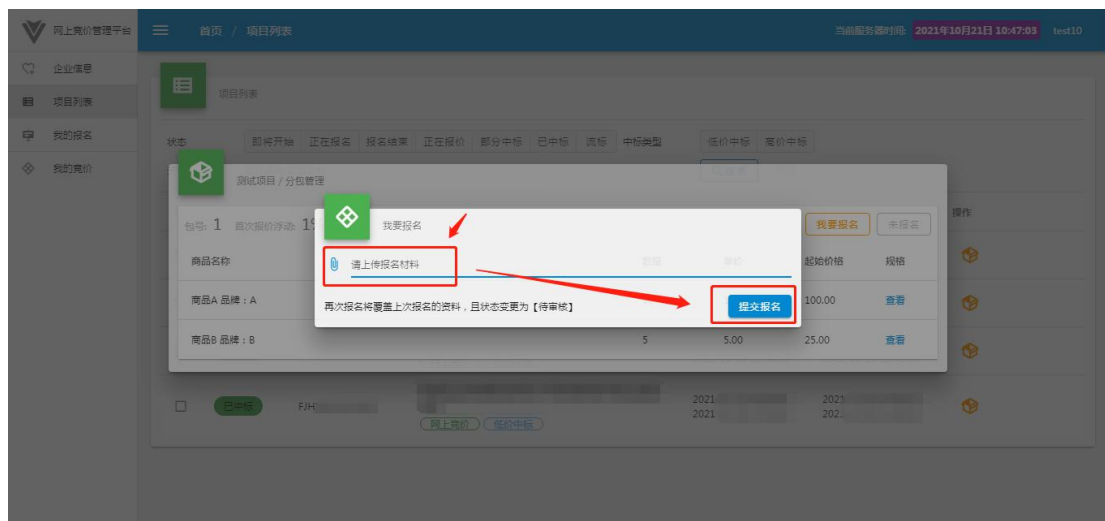 网上竞价管理平台
首页 / 项目列表
当前服务器时间: 2021年10月21日 10:47:03 test10
企业信息
项目列表
我的报名
我的竞价
项目列表
状态 即将开始 正在报名 报名结束 正在报价 部分中标 已中标 流标 中标类型 低价中标 高价中标
测试项目 / 分包管理
包号: 1 首次报价浮动: 1
我要报名 未报名
操作
我要报名
商品名称 数量 单价 起始价格 规格
请上传报名材料
商品A 品牌：A 100.00 查看
再次报名将覆盖上次报名的资料，且状态变更为【待审核】
提交报名
商品B 品牌：B 5 5.00 25.00 查看
已中标 FJH
2021 2021
2021 202
网上竞价 低价中标